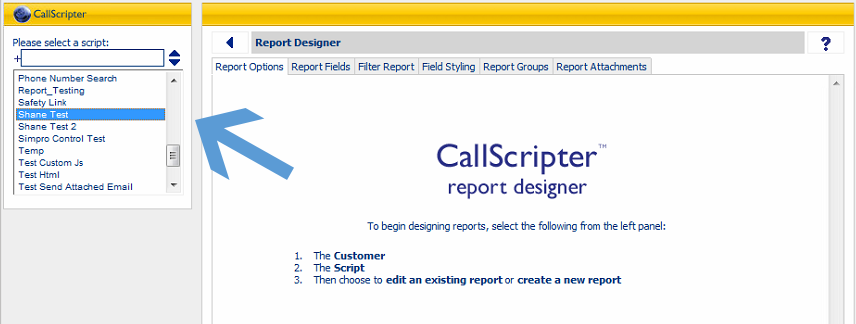 CallScripter
Please select a script:
+
Phone Number Search
Report_Testing
Safety Link
Shane Test
Shane Test 2
Simpro Control Test
Temp
Test Custom Js
Test Html
Test Send Attached Email
Report Designer
?
Report Options Report Fields Filter Report Field Styling Report Groups Report Attachments
CallScripter™
report designer
To begin designing reports, select the following from the left panel:
1. The Customer
2. The Script
3. Then choose to edit an existing report or create a new report